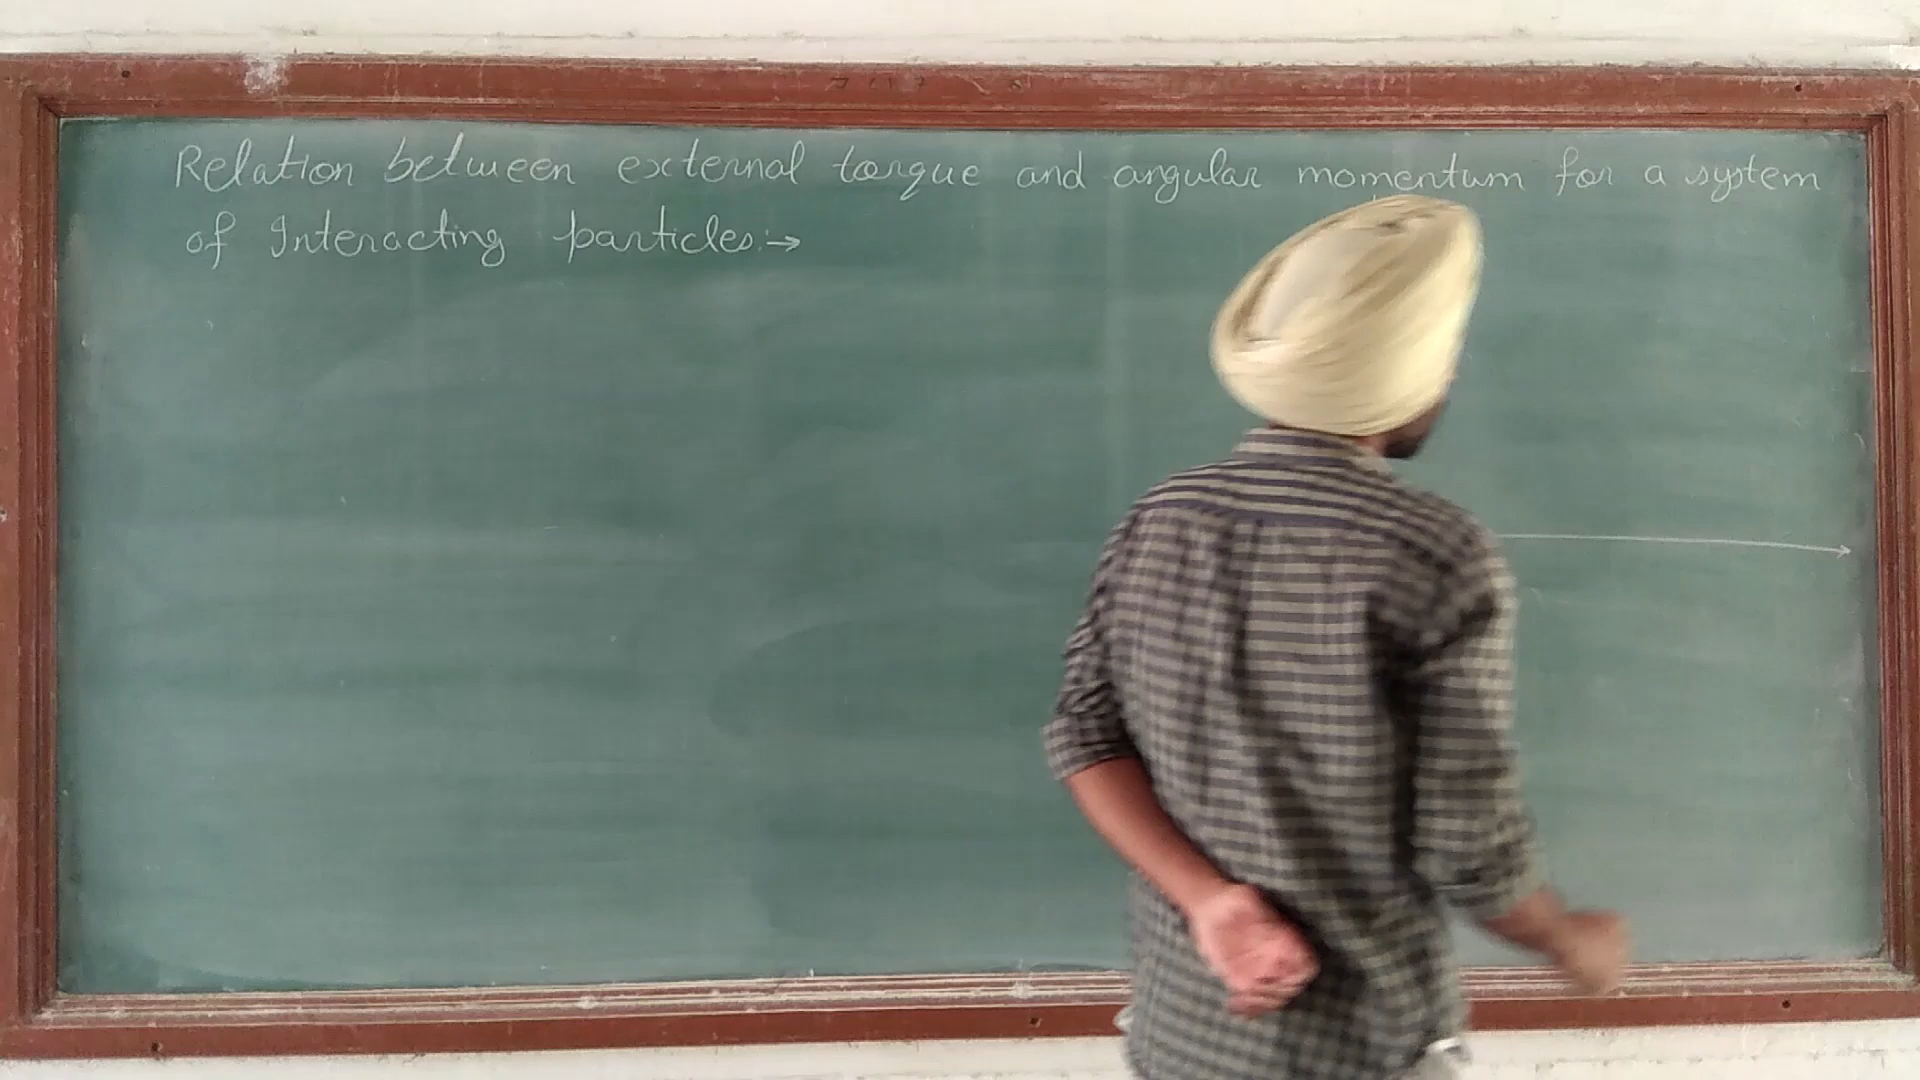 Relation between external torque and angular momentum for a system
of Interacting particles:→